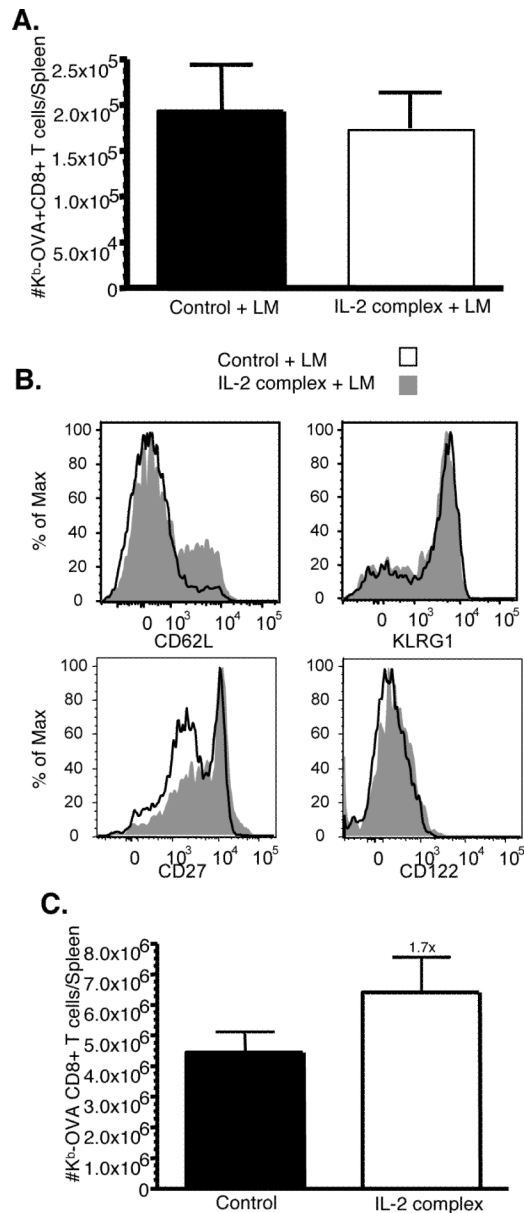 A.
#Kᵇ-OVA+CD8+ T cells/Spleen
2.5x10⁵
2.0x10⁵
1.5x10⁵
1.0x10⁵
5.0x10⁴
0
Control + LM
IL-2 complex + LM
Control + LM
IL-2 complex + LM
B.
% of Max
100
80
60
40
20
0
0 10³ 10⁴ 10⁵
CD62L
100
80
60
40
20
0
0 10³ 10⁴ 10⁵
KLRG1
% of Max
100
80
60
40
20
0
0 10³ 10⁴ 10⁵
CD27
100
80
60
40
20
0
0 10³ 10⁴ 10⁵
CD122
C.
#Kᵇ-OVA CD8+ T cells/Spleen
8.0x10⁶
7.0x10⁶
6.0x10⁶
5.0x10⁶
4.0x10⁶
3.0x10⁶
2.0x10⁶
1.0x10⁶
0
1.7x
Control
IL-2 complex